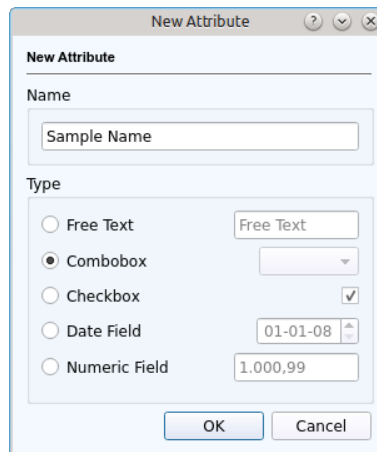 New Attribute
New Attribute
Name
Sample Name
Type
Free Text Free Text
Combobox
Checkbox
Date Field 01-01-08
Numeric Field 1.000,99
OK Cancel